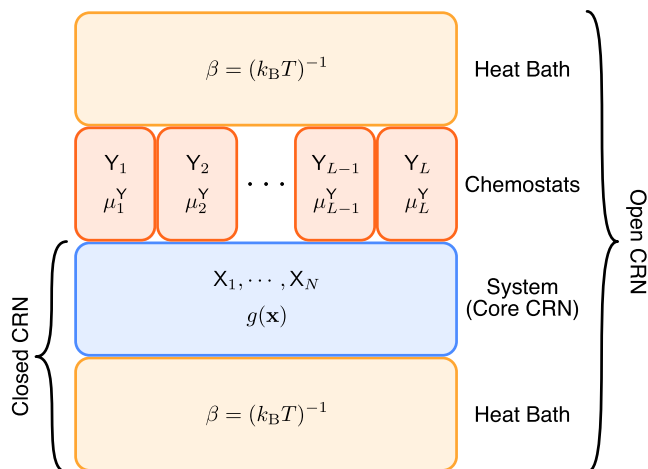 β = (k_B T)^{-1}
Heat Bath
Y_1
Y_2
· · ·
Y_{L−1}
Y_L
μ_1^Y
μ_2^Y
μ_{L−1}^Y
μ_L^Y
Chemostats
X_1, · · · , X_N
g(x)
System
(Core CRN)
β = (k_B T)^{-1}
Heat Bath
Closed CRN
Open CRN